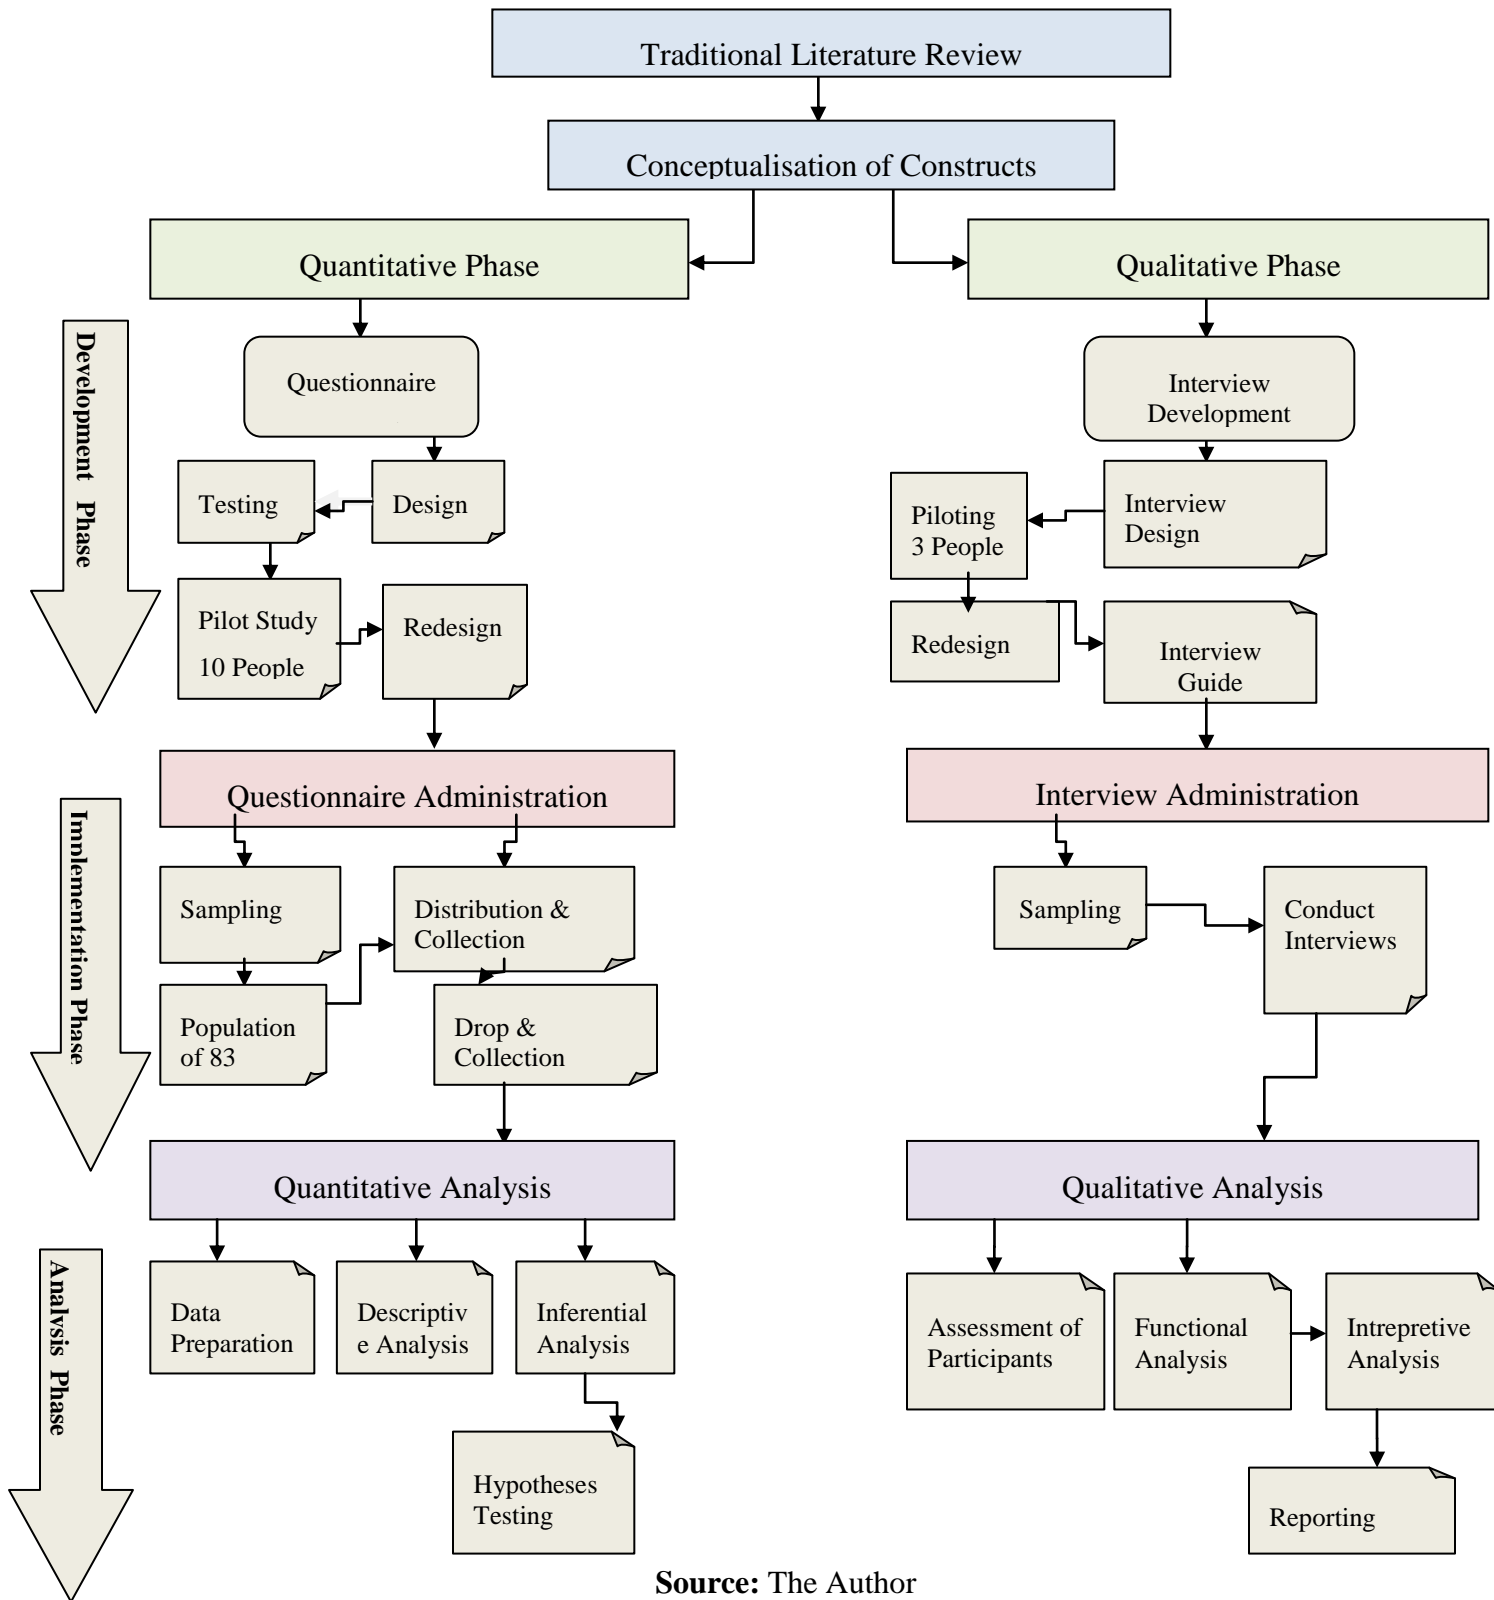 Traditional Literature Review
Conceptualisation of Constructs
Quantitative Phase
Qualitative Phase
Development Phase
Questionnaire
Interview
Development
Testing
Design
Piloting
3 People
Interview
Design
Pilot Study
10 People
Redesign
Redesign
Interview
Guide
Questionnaire Administration
Interview Administration
Implementation Phase
Sampling
Distribution &
Collection
Sampling
Conduct
Interviews
Population
of 83
Drop &
Collection
Quantitative Analysis
Qualitative Analysis
Analysis Phase
Data
Preparation
Descriptiv
e Analysis
Inferential
Analysis
Assessment of
Participants
Functional
Analysis
Intrepretive
Analysis
Hypotheses
Testing
Reporting
Source: The Author